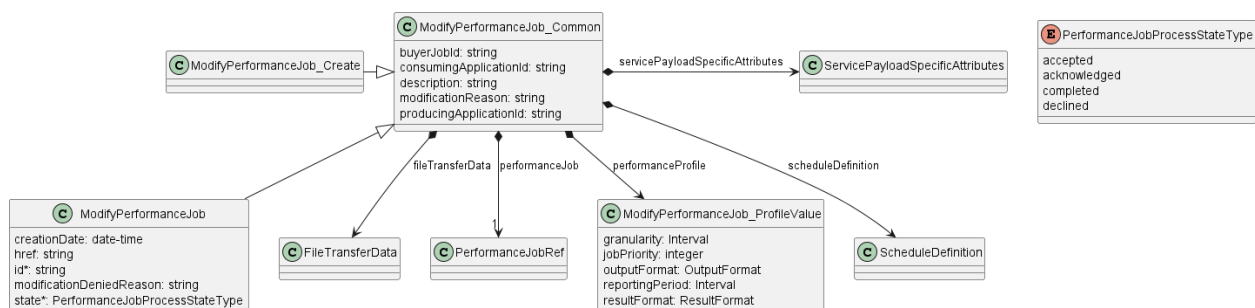 C ModifyPerformanceJob_Common
buyerJobId: string
consumingApplicationId: string
description: string
modificationReason: string
producingApplicationId: string
C ModifyPerformanceJob_Create
servicePayloadSpecificAttributes
C ServicePayloadSpecificAttributes
E PerformanceJobProcessStateType
accepted
acknowledged
completed
declined
fileTransferData
performanceJob
performanceProfile
scheduleDefinition
1
C ModifyPerformanceJob
creationDate: date-time
href: string
id*: string
modificationDeniedReason: string
state*: PerformanceJobProcessStateType
C FileTransferData
C PerformanceJobRef
C ModifyPerformanceJob_ProfileValue
granularity: Interval
jobPriority: integer
outputFormat: OutputFormat
reportingPeriod: Interval
resultFormat: ResultFormat
C ScheduleDefinition